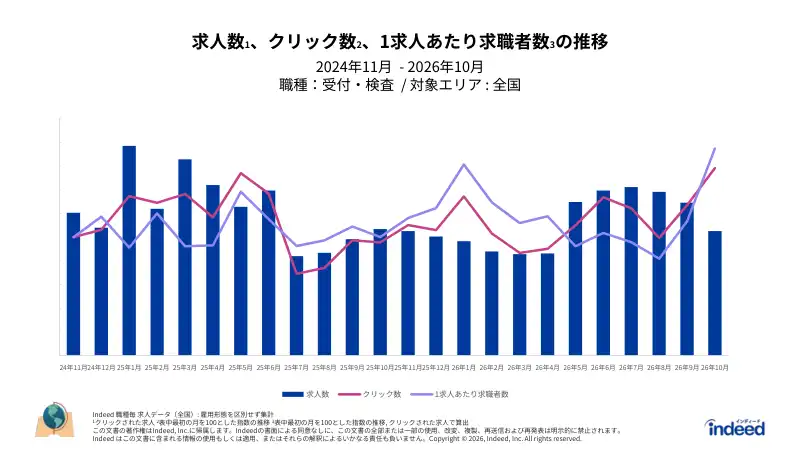 求人数1、クリック数2、1求人あたり求職者数3の推移
2024年11月 - 2026年10月
職種：受付・検査 / 対象エリア : 全国
24年11月 24年12月 25年1月 25年2月 25年3月 25年4月 25年5月 25年6月 25年7月 25年8月 25年9月 25年10月 25年11月 25年12月 26年1月 26年2月 26年3月 26年4月 26年5月 26年6月 26年7月 26年8月 26年9月 26年10月
求人数 クリック数 1求人あたり求職者数
Indeed 職種毎 求人データ（全国）: 雇用形態を区別せず集計
¹クリックされた求人 ²表中最初の月を100とした指数の推移 ³表中最初の月を100とした指数の推移, クリックされた求人で算出
この文書の著作権はIndeed, Inc.に帰属します。Indeedの書面による同意なしに、この文書の全部または一部の使用、改変、複製、再送信および再発表は明示的に禁止されます。
Indeed はこの文書に含まれる情報の使用もしくは適用、またはそれらの解釈によるいかなる責任も負いません。Copyright © 2026, Indeed, Inc. All rights reserved.
インディード
indeed